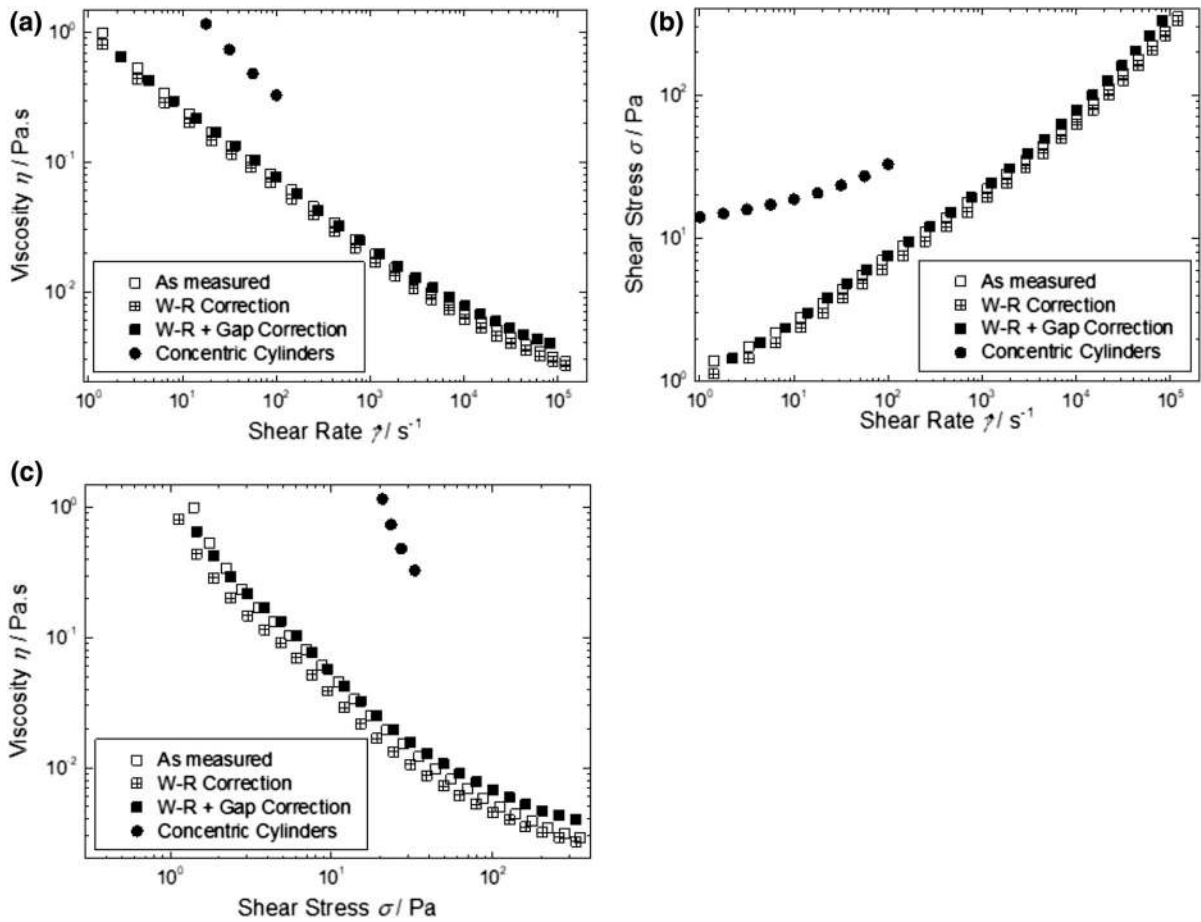 (a)
10⁰
10⁻¹
10⁻²
Viscosity η / Pa.s
As measured
W-R Correction
W-R + Gap Correction
Concentric Cylinders
10⁰ 10¹ 10² 10³ 10⁴ 10⁵
Shear Rate γ̇ / s⁻¹
(b)
10²
10¹
10⁰
Shear Stress σ / Pa
As measured
W-R Correction
W-R + Gap Correction
Concentric Cylinders
10⁰ 10¹ 10² 10³ 10⁴ 10⁵
Shear Rate γ̇ / s⁻¹
(c)
10⁰
10⁻¹
10⁻²
Viscosity η / Pa.s
As measured
W-R Correction
W-R + Gap Correction
Concentric Cylinders
10⁰ 10¹ 10²
Shear Stress σ / Pa